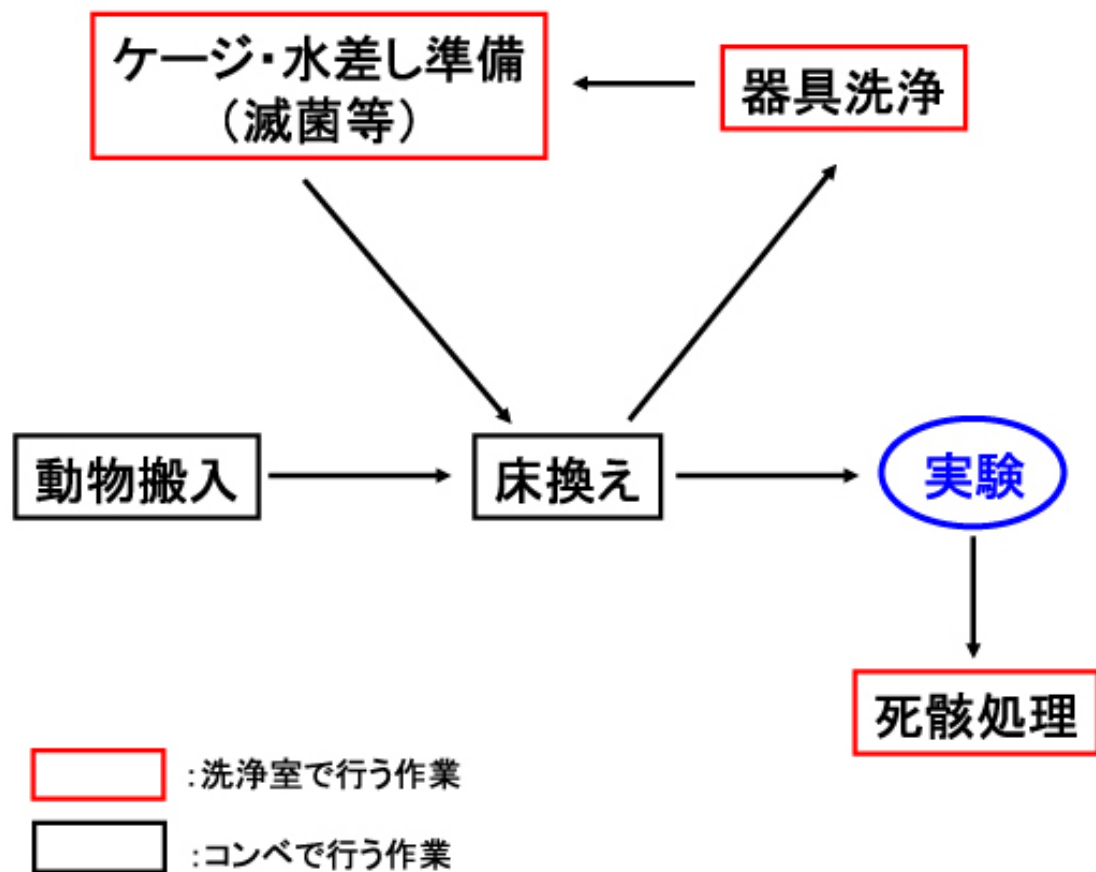 ケージ・水差し準備
（滅菌等）
器具洗浄
動物搬入
床換え
実験
死骸処理
：洗浄室で行う作業
：コンベで行う作業